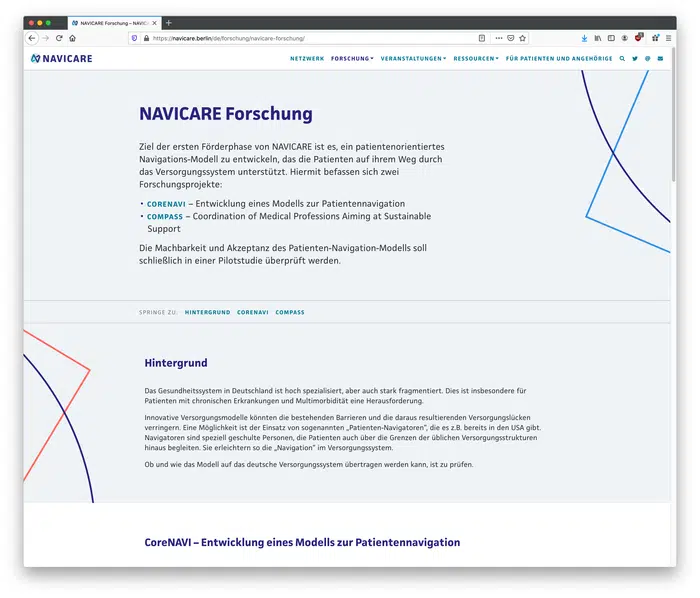 NAVICARE Forschung – NAVICAR
https://navicare.berlin/de/forschung/navicare-forschung/
NAVICARE
NETZWERK FORSCHUNG VERANSTALTUNGEN RESSOURCEN FÜR PATIENTEN UND ANGEHÖRIGE
NAVICARE Forschung
Ziel der ersten Förderphase von NAVICARE ist es, ein patientenorientiertes
Navigations-Modell zu entwickeln, das die Patienten auf ihrem Weg durch
das Versorgungssystem unterstützt. Hiermit befassen sich zwei
Forschungsprojekte:
• CORENAVI – Entwicklung eines Modells zur Patientennavigation
• COMPASS – Coordination of Medical Professions Aiming at Sustainable
Support
Die Machbarkeit und Akzeptanz des Patienten-Navigation-Modells soll
schließlich in einer Pilotstudie überprüft werden.
SPRINGE ZU: HINTERGRUND CORENAVI COMPASS
Hintergrund
Das Gesundheitssystem in Deutschland ist hoch spezialisiert, aber auch stark fragmentiert. Dies ist insbesondere für
Patienten mit chronischen Erkrankungen und Multimorbidität eine Herausforderung.
Innovative Versorgungsmodelle könnten die bestehenden Barrieren und die daraus resultierenden Versorgungslücken
verringern. Eine Möglichkeit ist der Einsatz von sogenannten „Patienten-Navigatoren”, die es z.B. bereits in den USA gibt.
Navigatoren sind speziell geschulte Personen, die Patienten auch über die Grenzen der üblichen Versorgungsstrukturen
hinaus begleiten. Sie erleichtern so die „Navigation” im Versorgungssystem.
Ob und wie das Modell auf das deutsche Versorgungssystem übertragen werden kann, ist zu prüfen.
CoreNAVI – Entwicklung eines Modells zur Patientennavigation